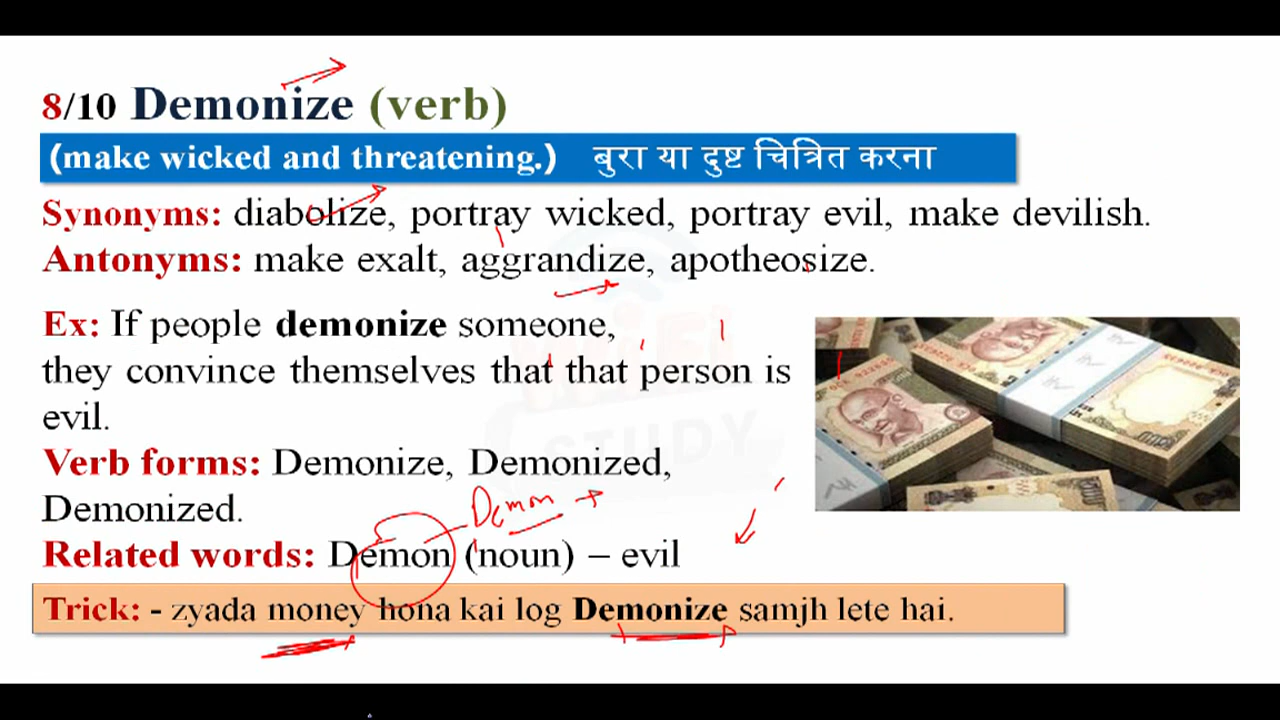 8/10 Demonize (verb)
(make wicked and threatening.) बुरा या दुष्ट चित्रित करना
Synonyms: diabolize, portray wicked, portray evil, make devilish.
Antonyms: make exalt, aggrandize, apotheosize.
Ex: If people demonize someone,
they convince themselves that that person is
evil.
Verb forms: Demonize, Demonized,
Demonized.
Demon
Related words: Demon (noun) – evil
Trick: - zyada money hona kai log Demonize samjh lete hai.
STUDY